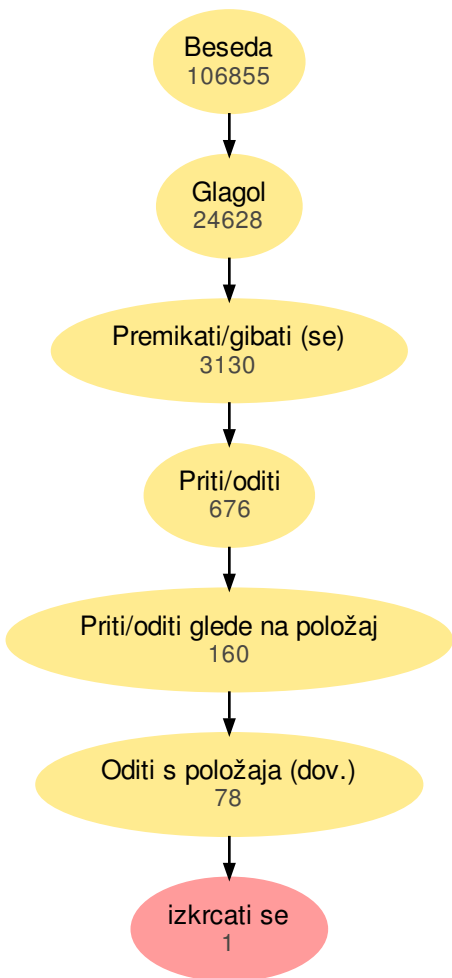 Beseda
106855
Glagol
24628
Premikati/gibati (se)
3130
Priti/oditi
676
Priti/oditi glede na položaj
160
Oditi s položaja (dov.)
78
izkrcati se
1